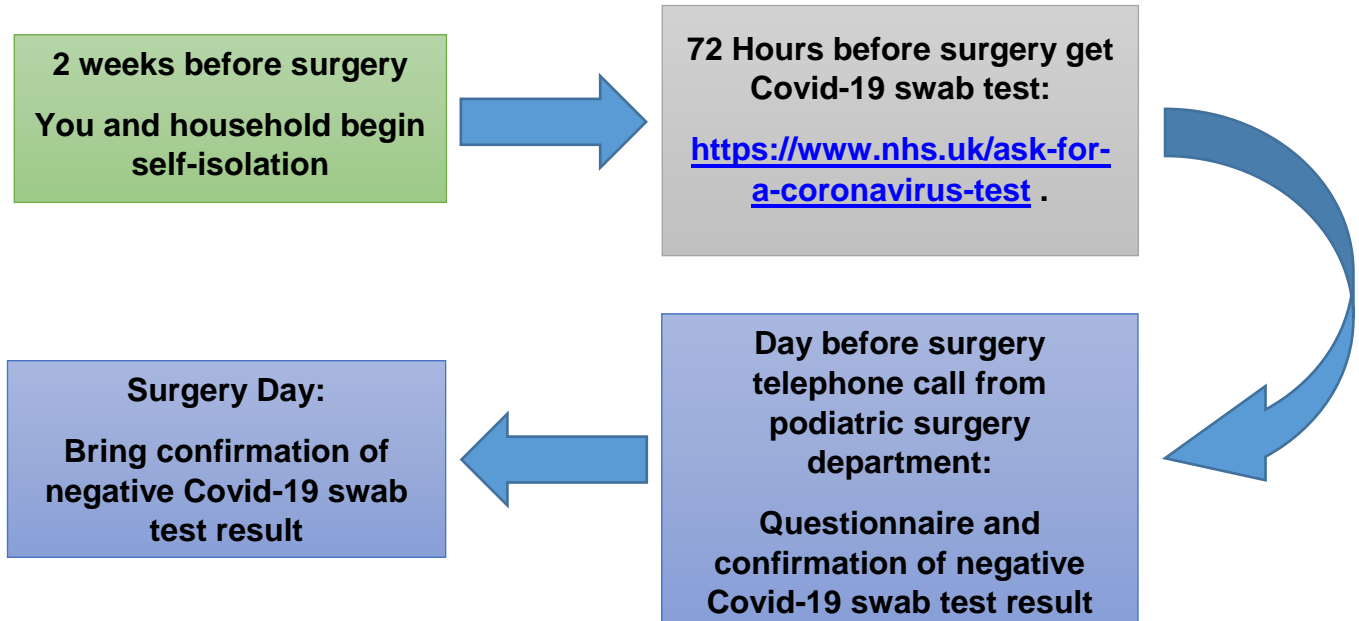 2 weeks before surgery
You and household begin
self-isolation
72 Hours before surgery get
Covid-19 swab test:
https://www.nhs.uk/ask-for-
a-coronavirus-test .
Day before surgery
telephone call from
podiatric surgery
department:
Questionnaire and
confirmation of negative
Covid-19 swab test result
Surgery Day:
Bring confirmation of
negative Covid-19 swab
test result